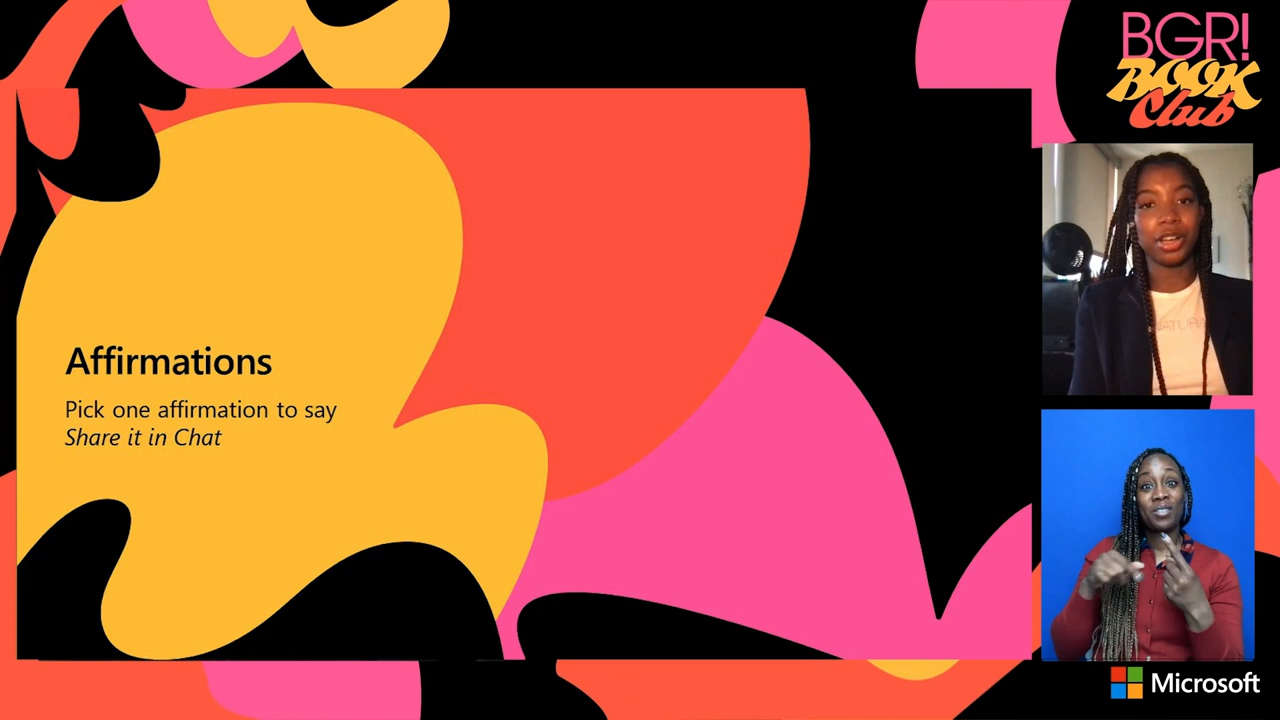 BGR!
BOOK
Club
Affirmations
Pick one affirmation to say
Share it in Chat
Microsoft